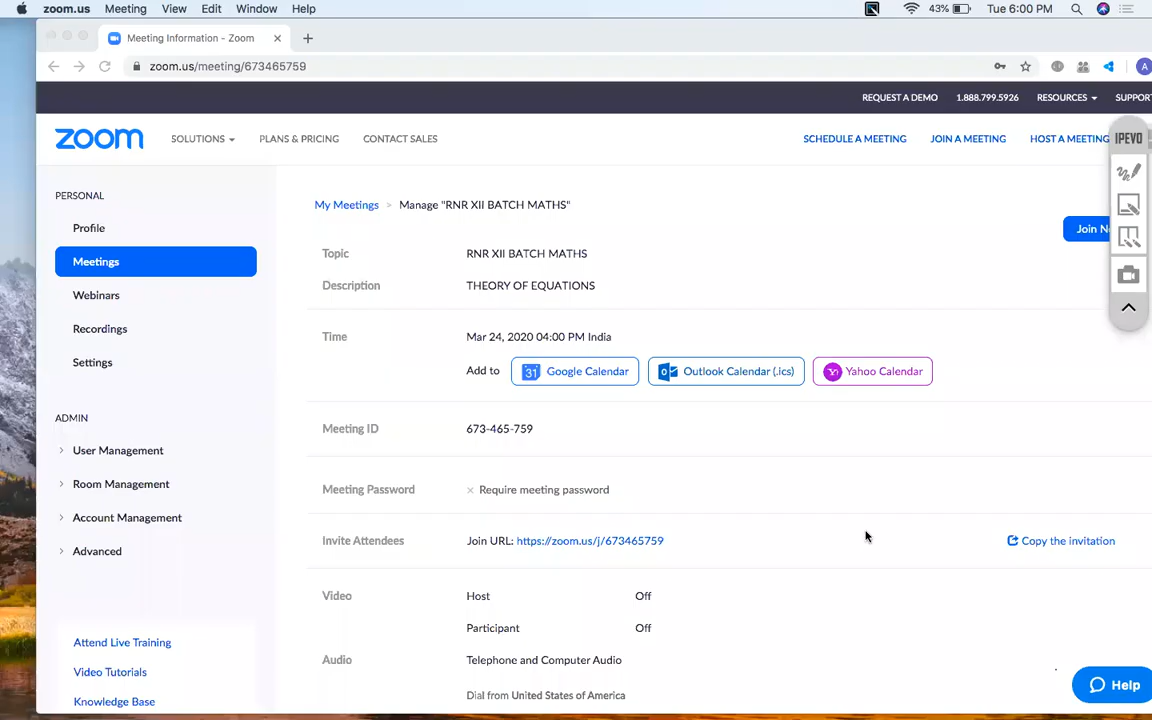 zoom.us Meeting View Edit Window Help 43% Tue 6:00 PM
Meeting Information - Zoom
zoom.us/meeting/673465759 A
REQUEST A DEMO 1.888.799.5926 RESOURCES SUPPORT
zoom SOLUTIONS PLANS & PRICING CONTACT SALES SCHEDULE A MEETING JOIN A MEETING HOST A MEETING
IPEVO
PERSONAL
Profile
Meetings
Webinars
Recordings
Settings
ADMIN
User Management
Room Management
Account Management
Advanced
Attend Live Training
Video Tutorials
Knowledge Base
My Meetings > Manage "RNR XII BATCH MATHS"
Join N
Topic RNR XII BATCH MATHS
Description THEORY OF EQUATIONS
Time Mar 24, 2020 04:00 PM India
Add to 31 Google Calendar Outlook Calendar (.ics) Yahoo Calendar
Meeting ID 673-465-759
Meeting Password × Require meeting password
Invite Attendees Join URL: https://zoom.us/j/673465759 Copy the invitation
Video Host Off
Participant Off
Audio Telephone and Computer Audio
Dial from United States of America
Help